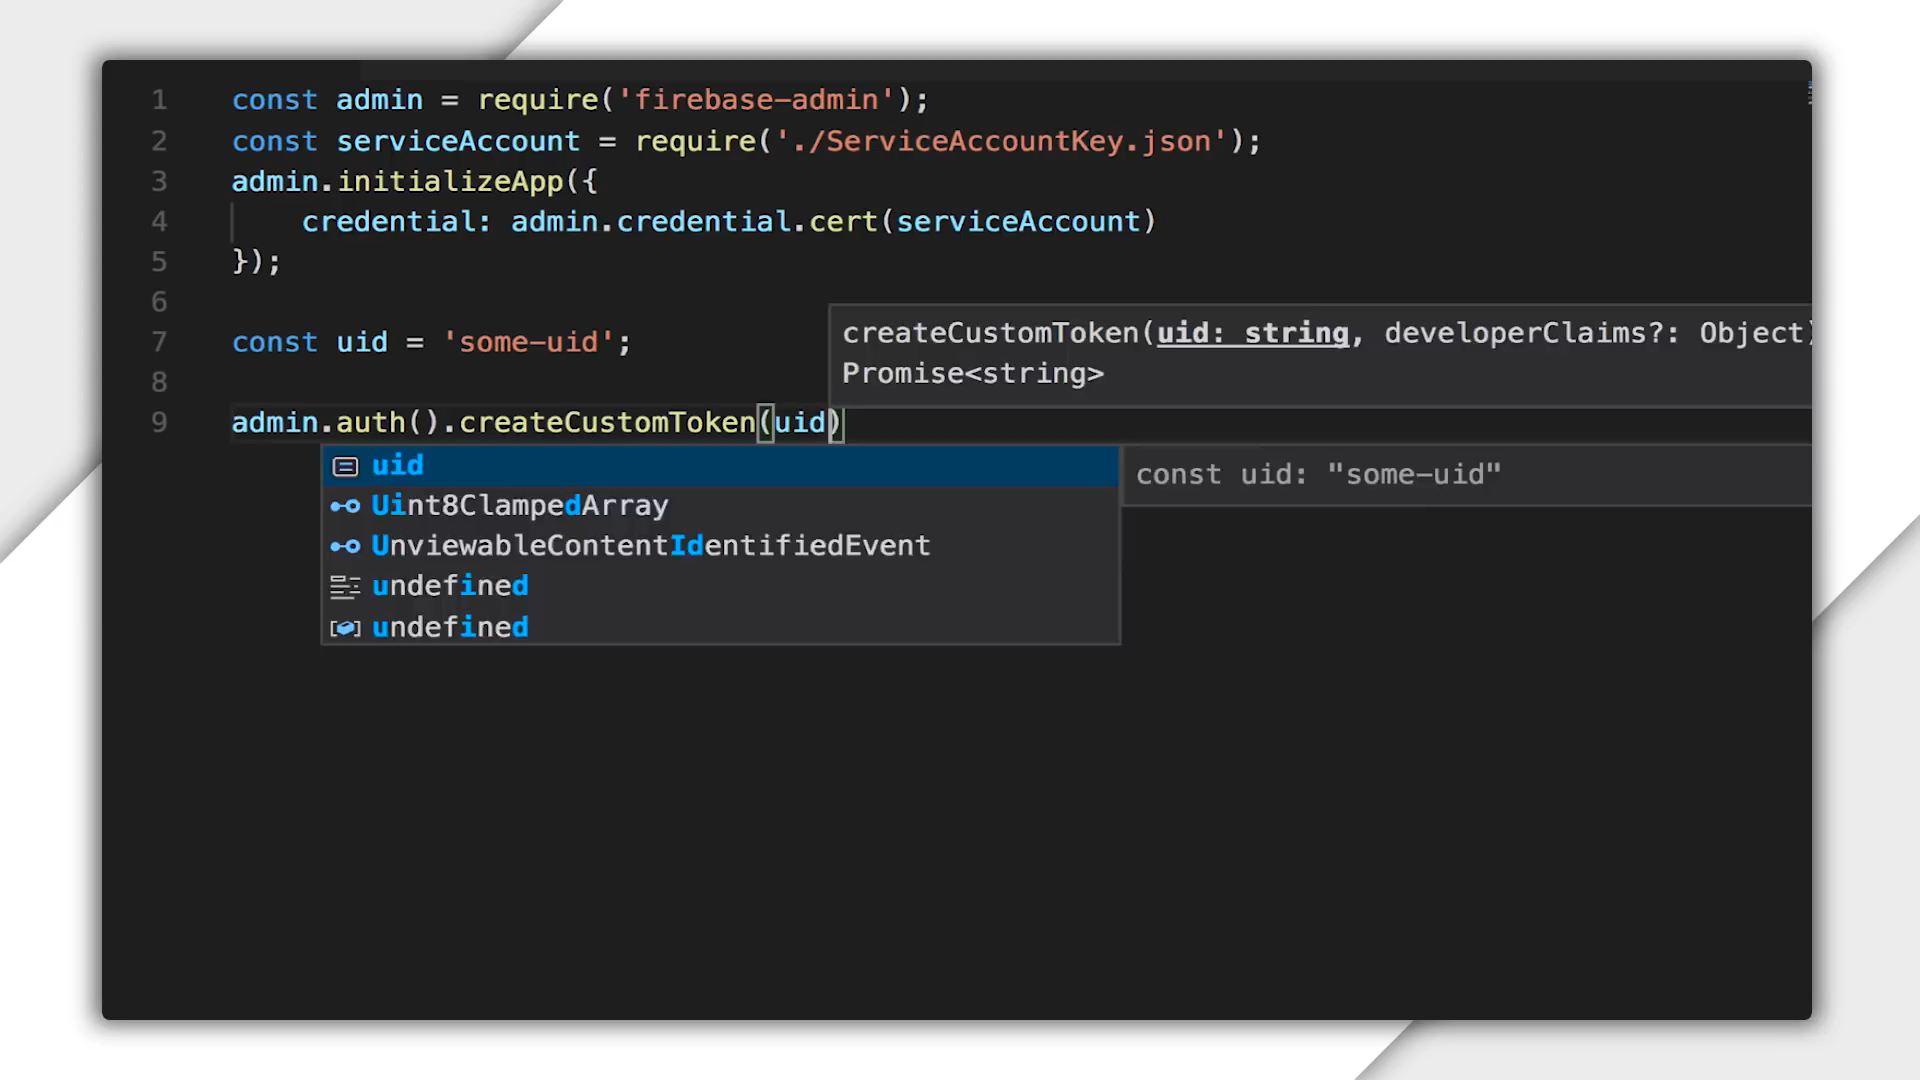 1 const admin = require('firebase-admin');
2 const serviceAccount = require('./ServiceAccountKey.json');
3 admin.initializeApp({
4 credential: admin.credential.cert(serviceAccount)
5 });
6
7 const uid = 'some-uid';
createCustomToken(uid: string, developerClaims?: Object)
Promise<string>
8
9 admin.auth().createCustomToken(uid)
uid
const uid: "some-uid"
Uint8ClampedArray
UnviewableContentIdentifiedEvent
undefined
undefined